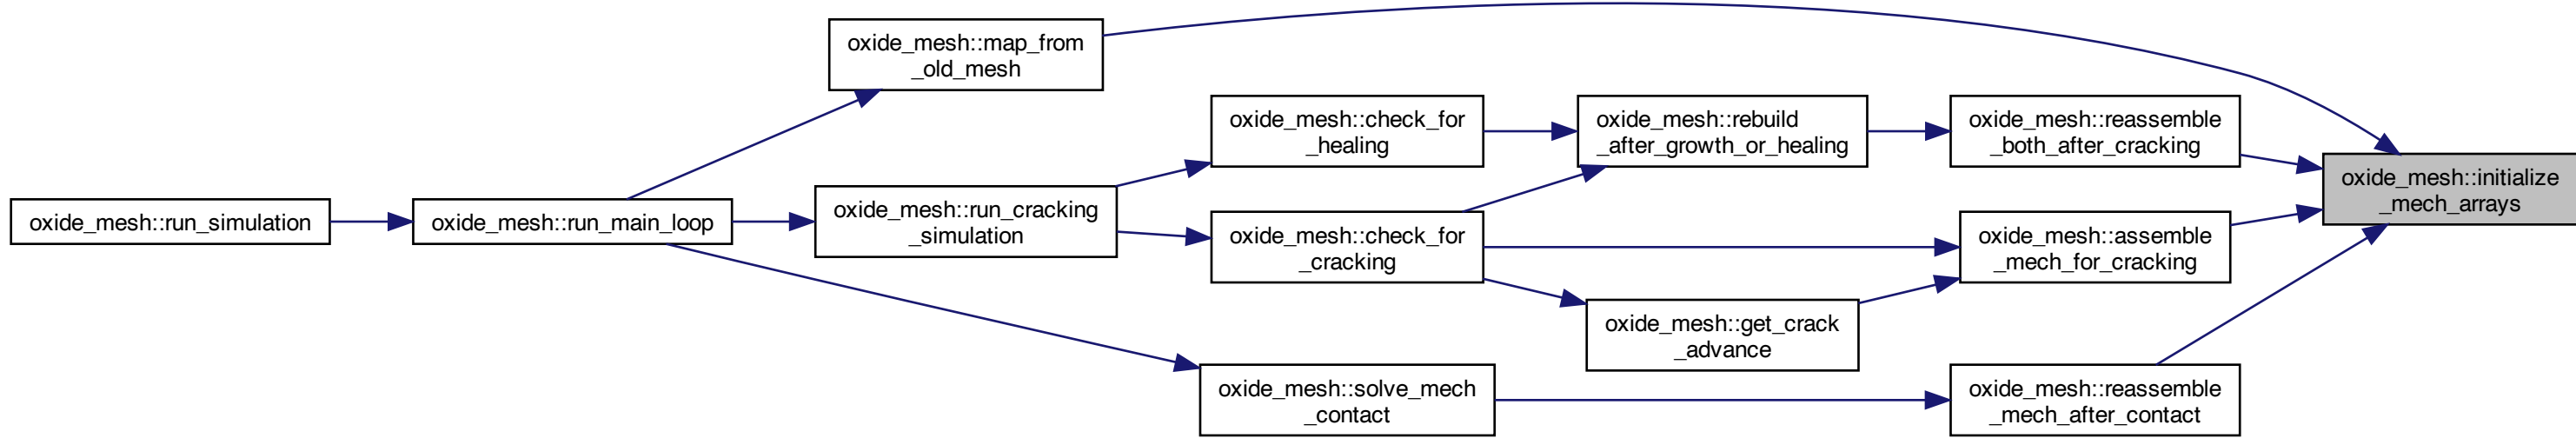 oxide_mesh::map_from
_old_mesh
oxide_mesh::check_for
_healing
oxide_mesh::rebuild
_after_growth_or_healing
oxide_mesh::reassemble
_both_after_cracking
oxide_mesh::initialize
_mech_arrays
oxide_mesh::run_simulation
oxide_mesh::run_main_loop
oxide_mesh::run_cracking
_simulation
oxide_mesh::check_for
_cracking
oxide_mesh::assemble
_mech_for_cracking
oxide_mesh::get_crack
_advance
oxide_mesh::solve_mech
_contact
oxide_mesh::reassemble
_mech_after_contact